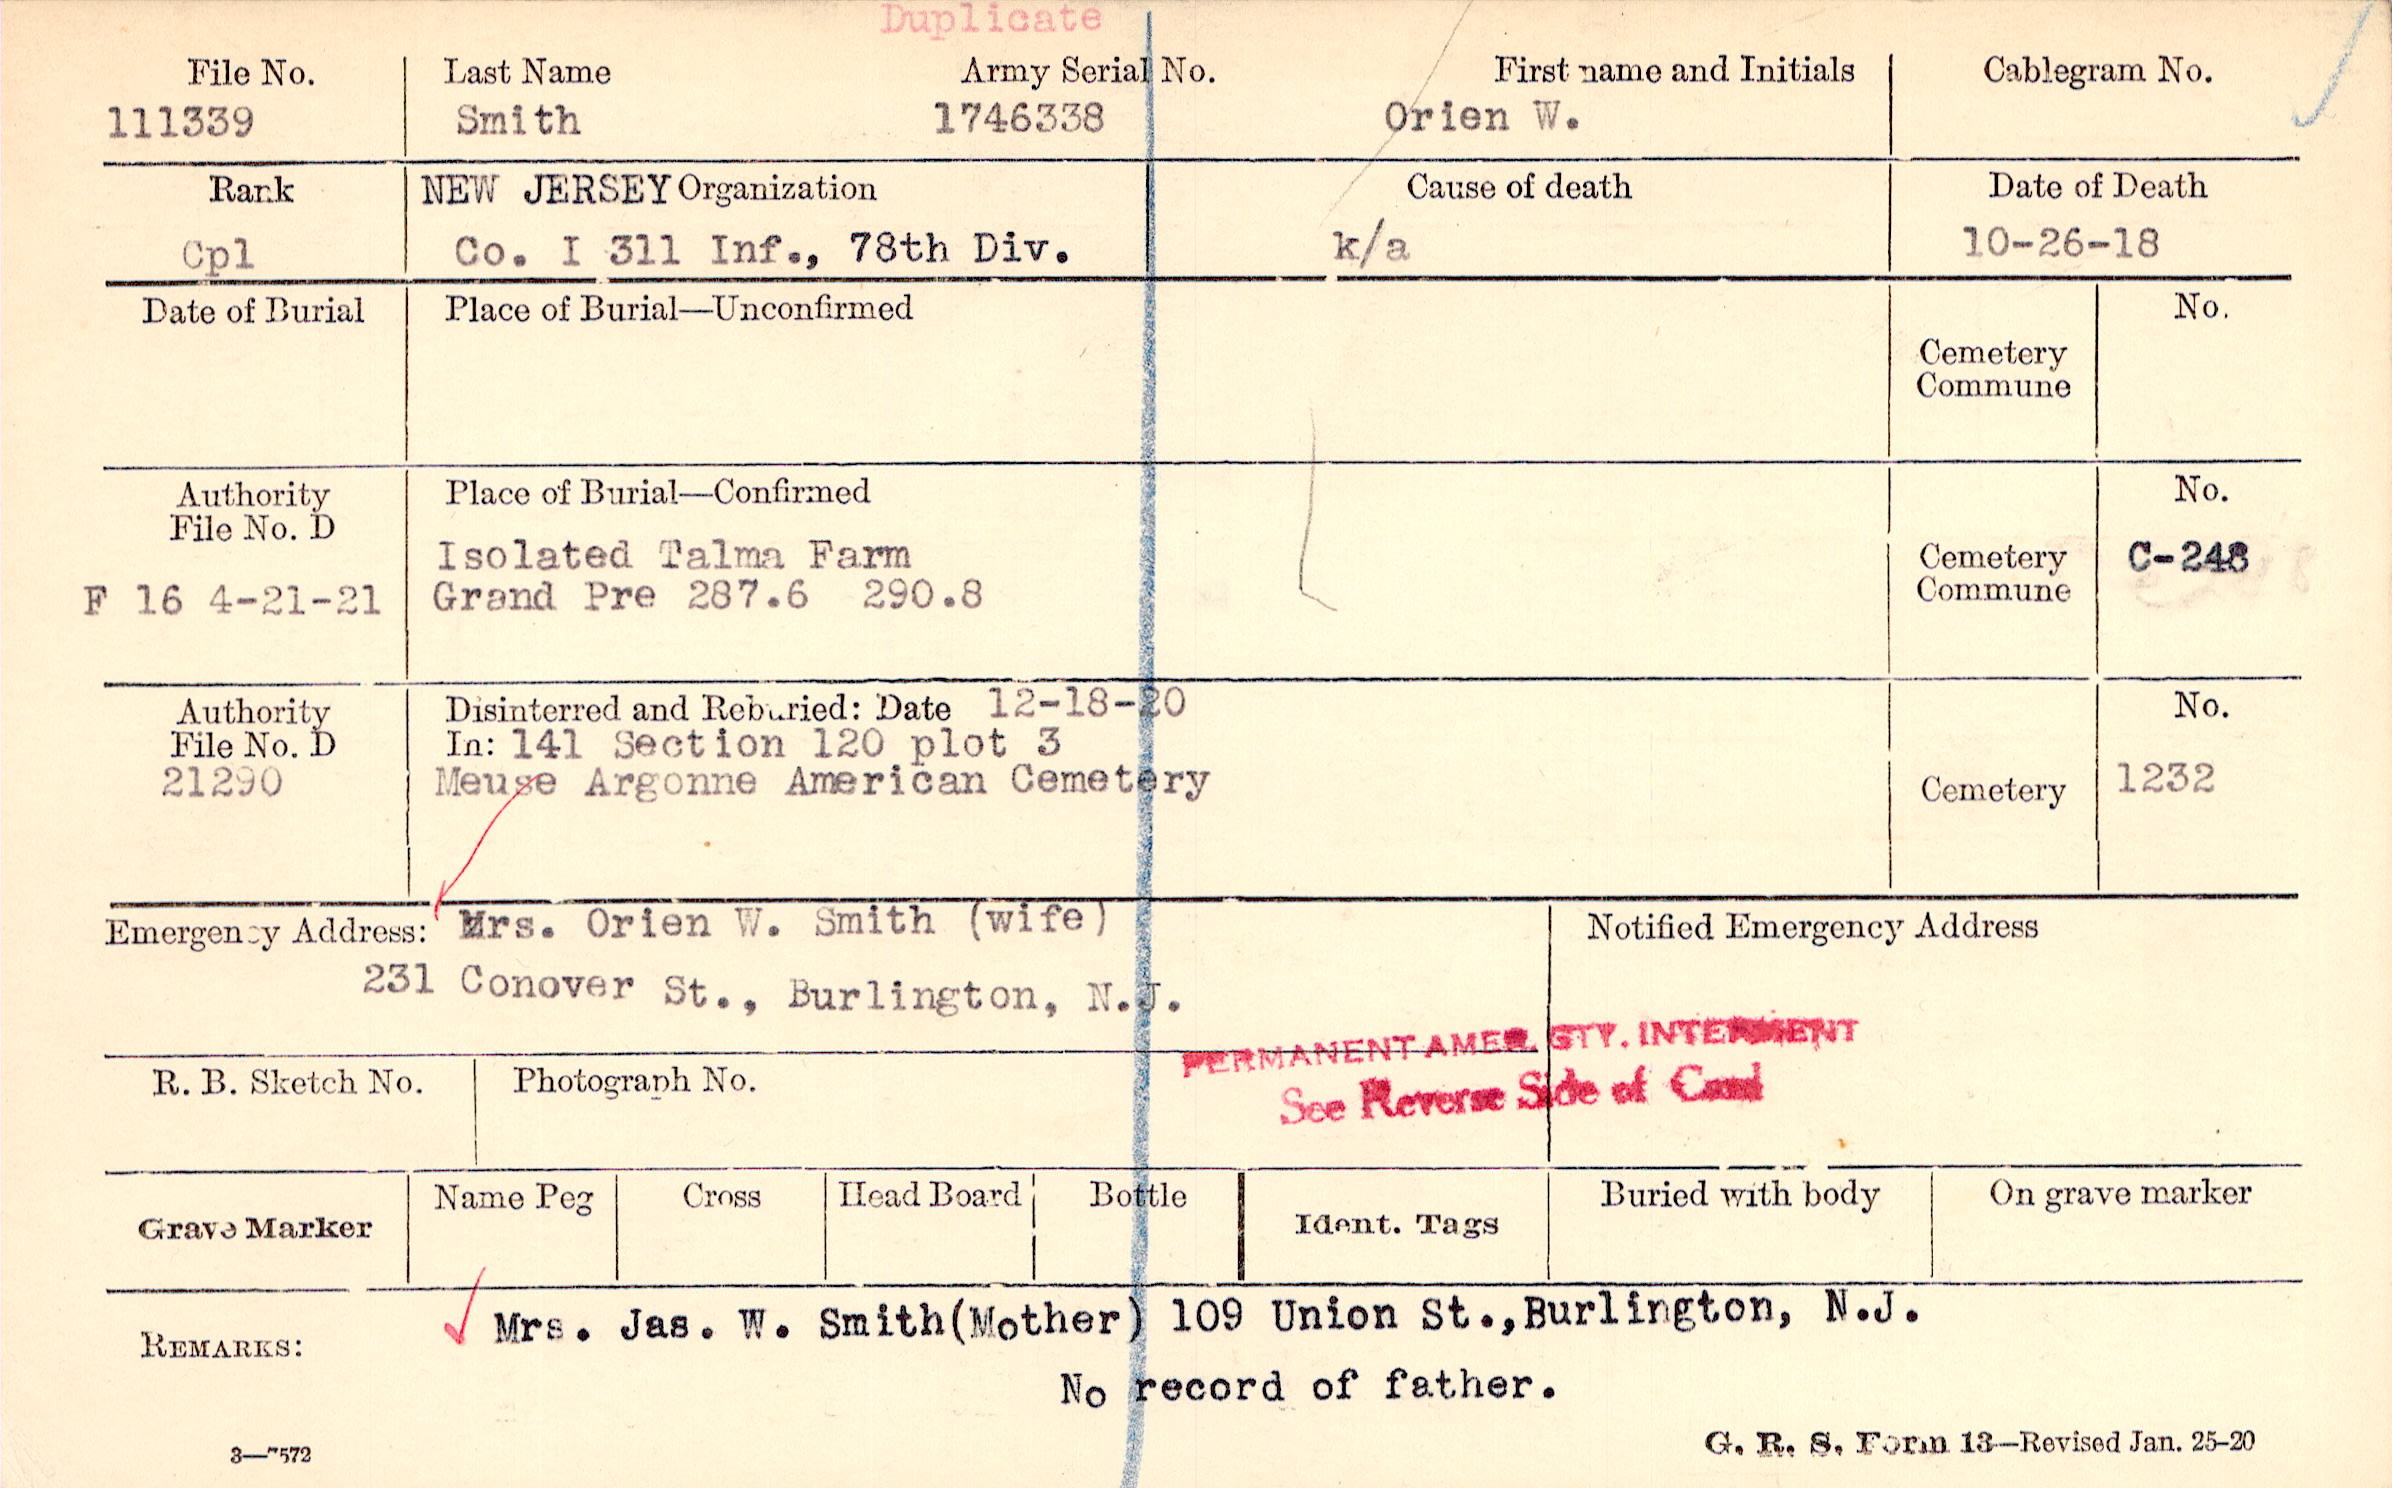 Duplicate
File No. Last Name Army Serial No. First name and Initials Cablegram No.
111339 Smith 1746338 Orien W.
Rank NEW JERSEY Organization Cause of death Date of Death
Cpl Co. I 311 Inf., 78th Div. k/a 10-26-18
Date of Burial Place of Burial—Unconfirmed No.
Cemetery
Commune
Authority Place of Burial—Confirmed No.
File No. D
Isolated Talma Farm Cemetery C-248
F 16 4-21-21 Grand Pre 287.6 290.8 Commune
Authority Disinterred and Reburied: Date 12-18-20 No.
File No. D In: 141 Section 120 plot 3
21290 Meuse Argonne American Cemetery Cemetery 1232
Emergency Address: Mrs. Orien W. Smith (wife) Notified Emergency Address
231 Conover St., Burlington, N.J.
PERMANENT AMER. CTY. INTERMENT
See Reverse Side of Card
R. B. Sketch No. Photograph No.
Grave Marker Name Peg Cross Head Board Bottle Ident. Tags Buried with body On grave marker
REMARKS: Mrs. Jas. W. Smith(Mother) 109 Union St.,Burlington, N.J.
No record of father.
3—7572 G. R. S. Form 13—Revised Jan. 25-20